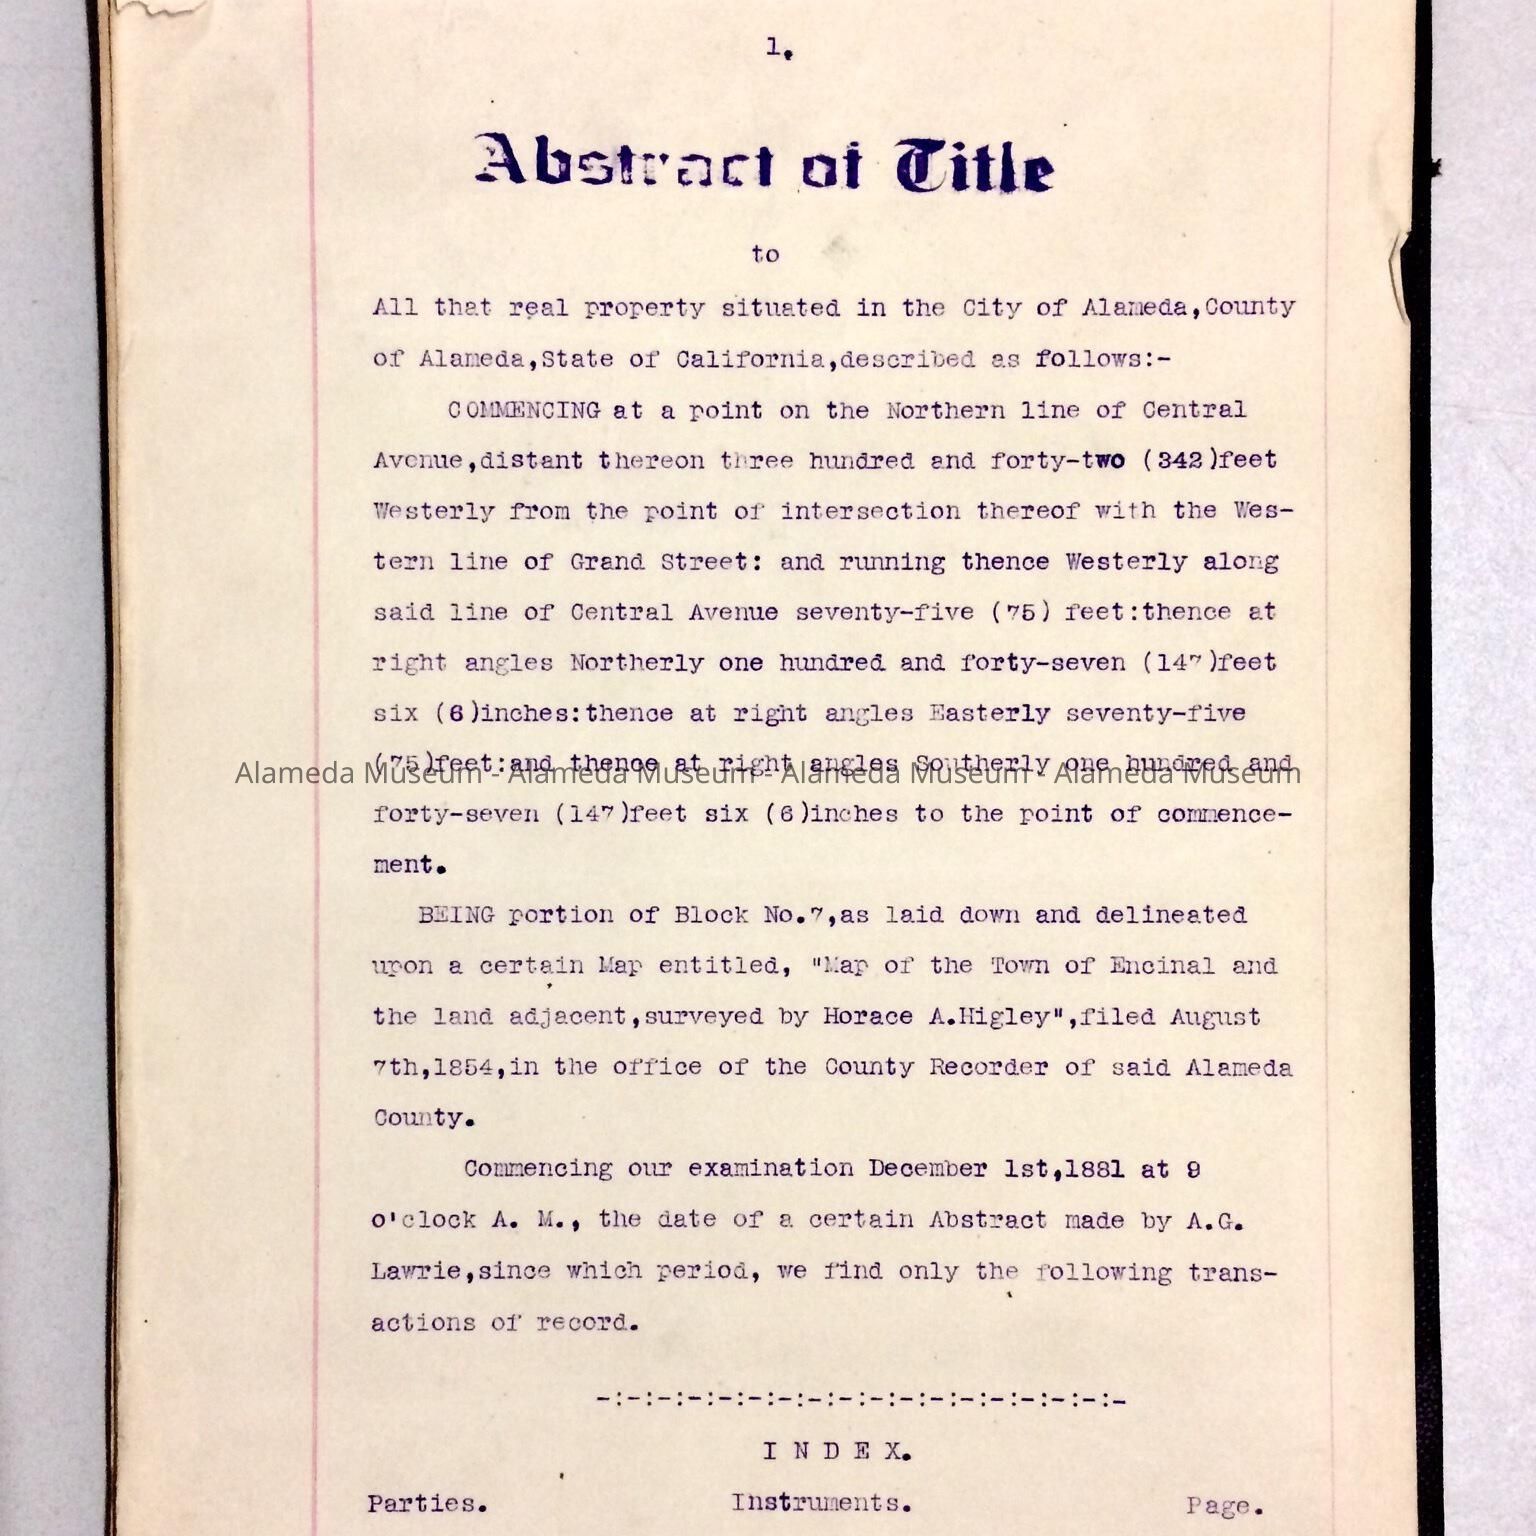 1.
Abstract of Title
to
All that real property situated in the City of Alameda,County
of Alameda,State of California,described as follows:-
COMMENCING at a point on the Northern line of Central
Avenue,distant thereon three hundred and forty-two (342)feet
Westerly from the point of intersection thereof with the Wes-
tern line of Grand Street: and running thence Westerly along
said line of Central Avenue seventy-five (75) feet:thence at
right angles Northerly one hundred and forty-seven (147)feet
six (6)inches:thence at right angles Easterly seventy-five
(75)feet:and thence at right angles Southerly one hundred and
Alameda Museum - Alameda Museum - Alameda Museum - Alameda Museum
forty-seven (147)feet six (6)inches to the point of commence-
ment.
BEING portion of Block No.7,as laid down and delineated
upon a certain Map entitled, "Map of the Town of Encinal and
the land adjacent,surveyed by Horace A.Higley",filed August
7th,1854,in the office of the County Recorder of said Alameda
County.
Commencing our examination December 1st,1881 at 9
o'clock A. M., the date of a certain Abstract made by A.G.
Lawrie,since which period, we find only the following trans-
actions of record.
-:-:-:-:-:-:-:-:-:-:-:-:-:-:-:-:-:-
I N D E X.
Parties. Instruments. Page.